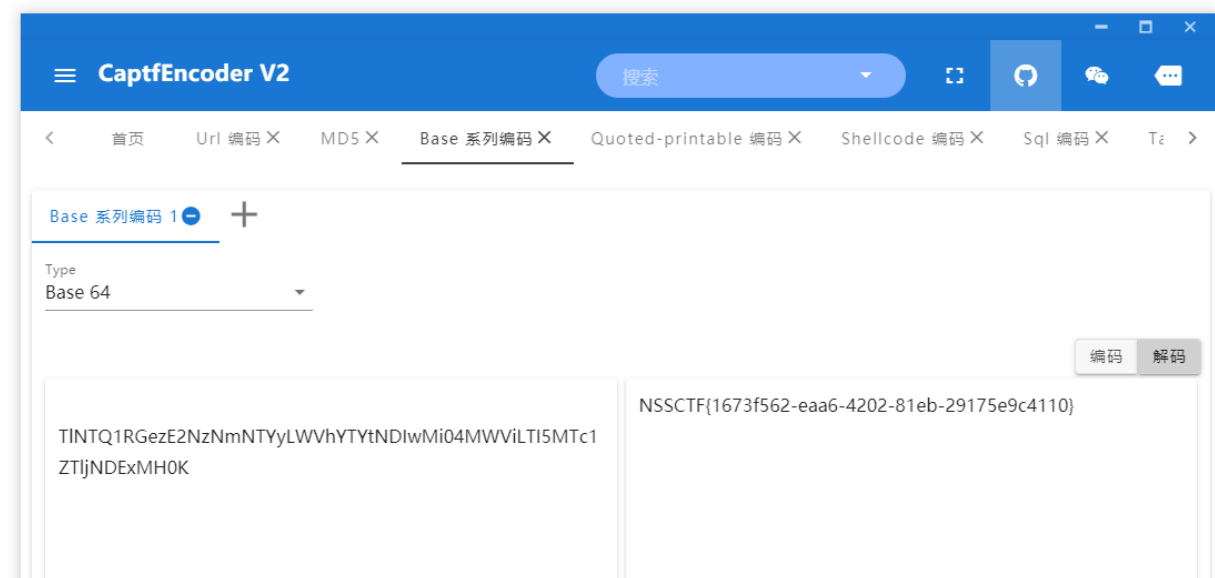 CaptfEncoder V2
搜索
首页 Url 编码 MD5 Base 系列编码 Quoted-printable 编码 Shellcode 编码 Sql 编码 Ta
Base 系列编码 1
Type
Base 64
编码 解码
TlNTQ1RGezE2NzNmNTYyLWVhYTYtNDIwMi04MWViLTI5MTc1
ZTljNDExMH0K
NSSCTF{1673f562-eaa6-4202-81eb-29175e9c4110}